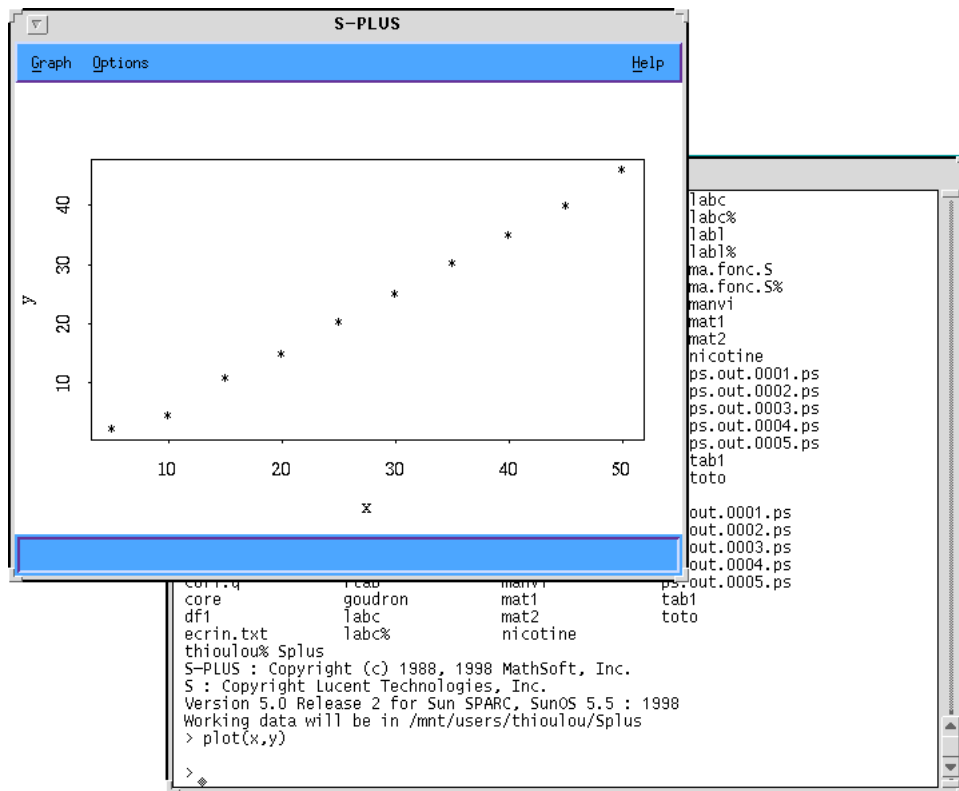 S-PLUS
Graph Options Help
40
30
20
10
y
10 20 30 40 50
x
labc
labc%
labl
labl%
ma.fonc.S
ma.fonc.S%
manvi
mat1
mat2
nicotine
ps.out.0001.ps
ps.out.0002.ps
ps.out.0003.ps
ps.out.0004.ps
ps.out.0005.ps
tab1
toto
out.0001.ps
out.0002.ps
out.0003.ps
out.0004.ps
ps.out.0005.ps
core goudron mat1 tab1
df1 labc mat2 toto
ecrin.txt labc% nicotine
thioulou% Splus
S-PLUS : Copyright (c) 1988, 1998 MathSoft, Inc.
S : Copyright Lucent Technologies, Inc.
Version 5.0 Release 2 for Sun SPARC, SunOS 5.5 : 1998
Working data will be in /mnt/users/thioulou/Splus
> plot(x,y)
>